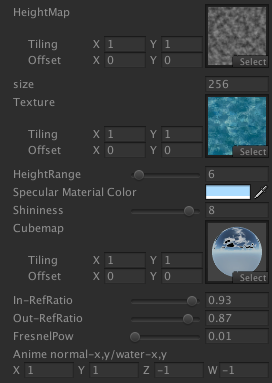 HeightMap
Tiling X 1 Y 1
Offset X 0 Y 0
Select
size 256
Texture
Tiling X 1 Y 1
Offset X 0 Y 0
Select
HeightRange 6
Specular Material Color
Shininess 8
Cubemap
Tiling X 1 Y 1
Offset X 0 Y 0
Select
In-RefRatio 0.93
Out-RefRatio 0.87
FresnelPow 0.01
Anime normal-x,y/water-x,y
X 1 Y 1 Z -1 W -1